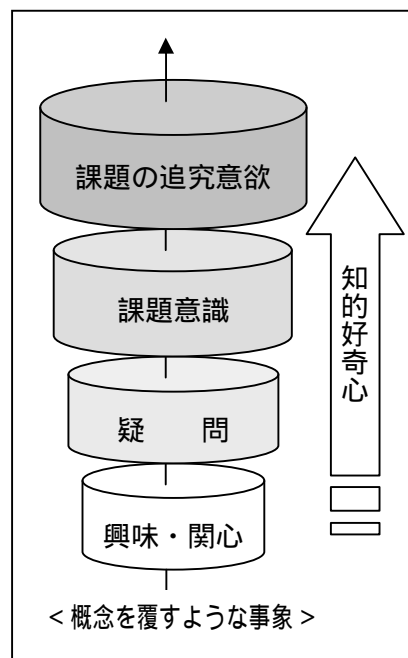 課題の追究意欲
課題意識
疑　　問
興味・関心
知的好奇心
＜概念を覆すような事象＞